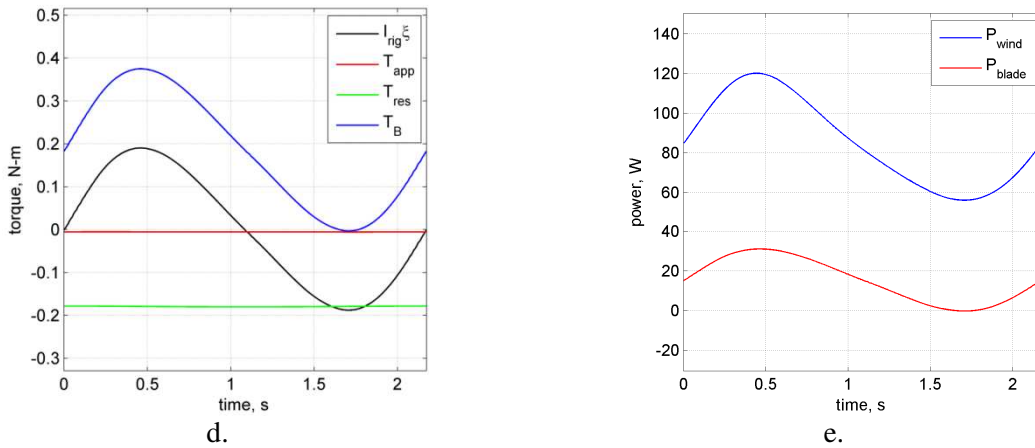 0.5
0.4
0.3
0.2
0.1
0
-0.1
-0.2
-0.3
torque, N-m
0 0.5 1 1.5 2
time, s
I_rig ξ
T_app
T_res
T_B
d.
140
120
100
80
60
40
20
0
-20
power, W
0 0.5 1 1.5 2
time, s
P_wind
P_blade
e.